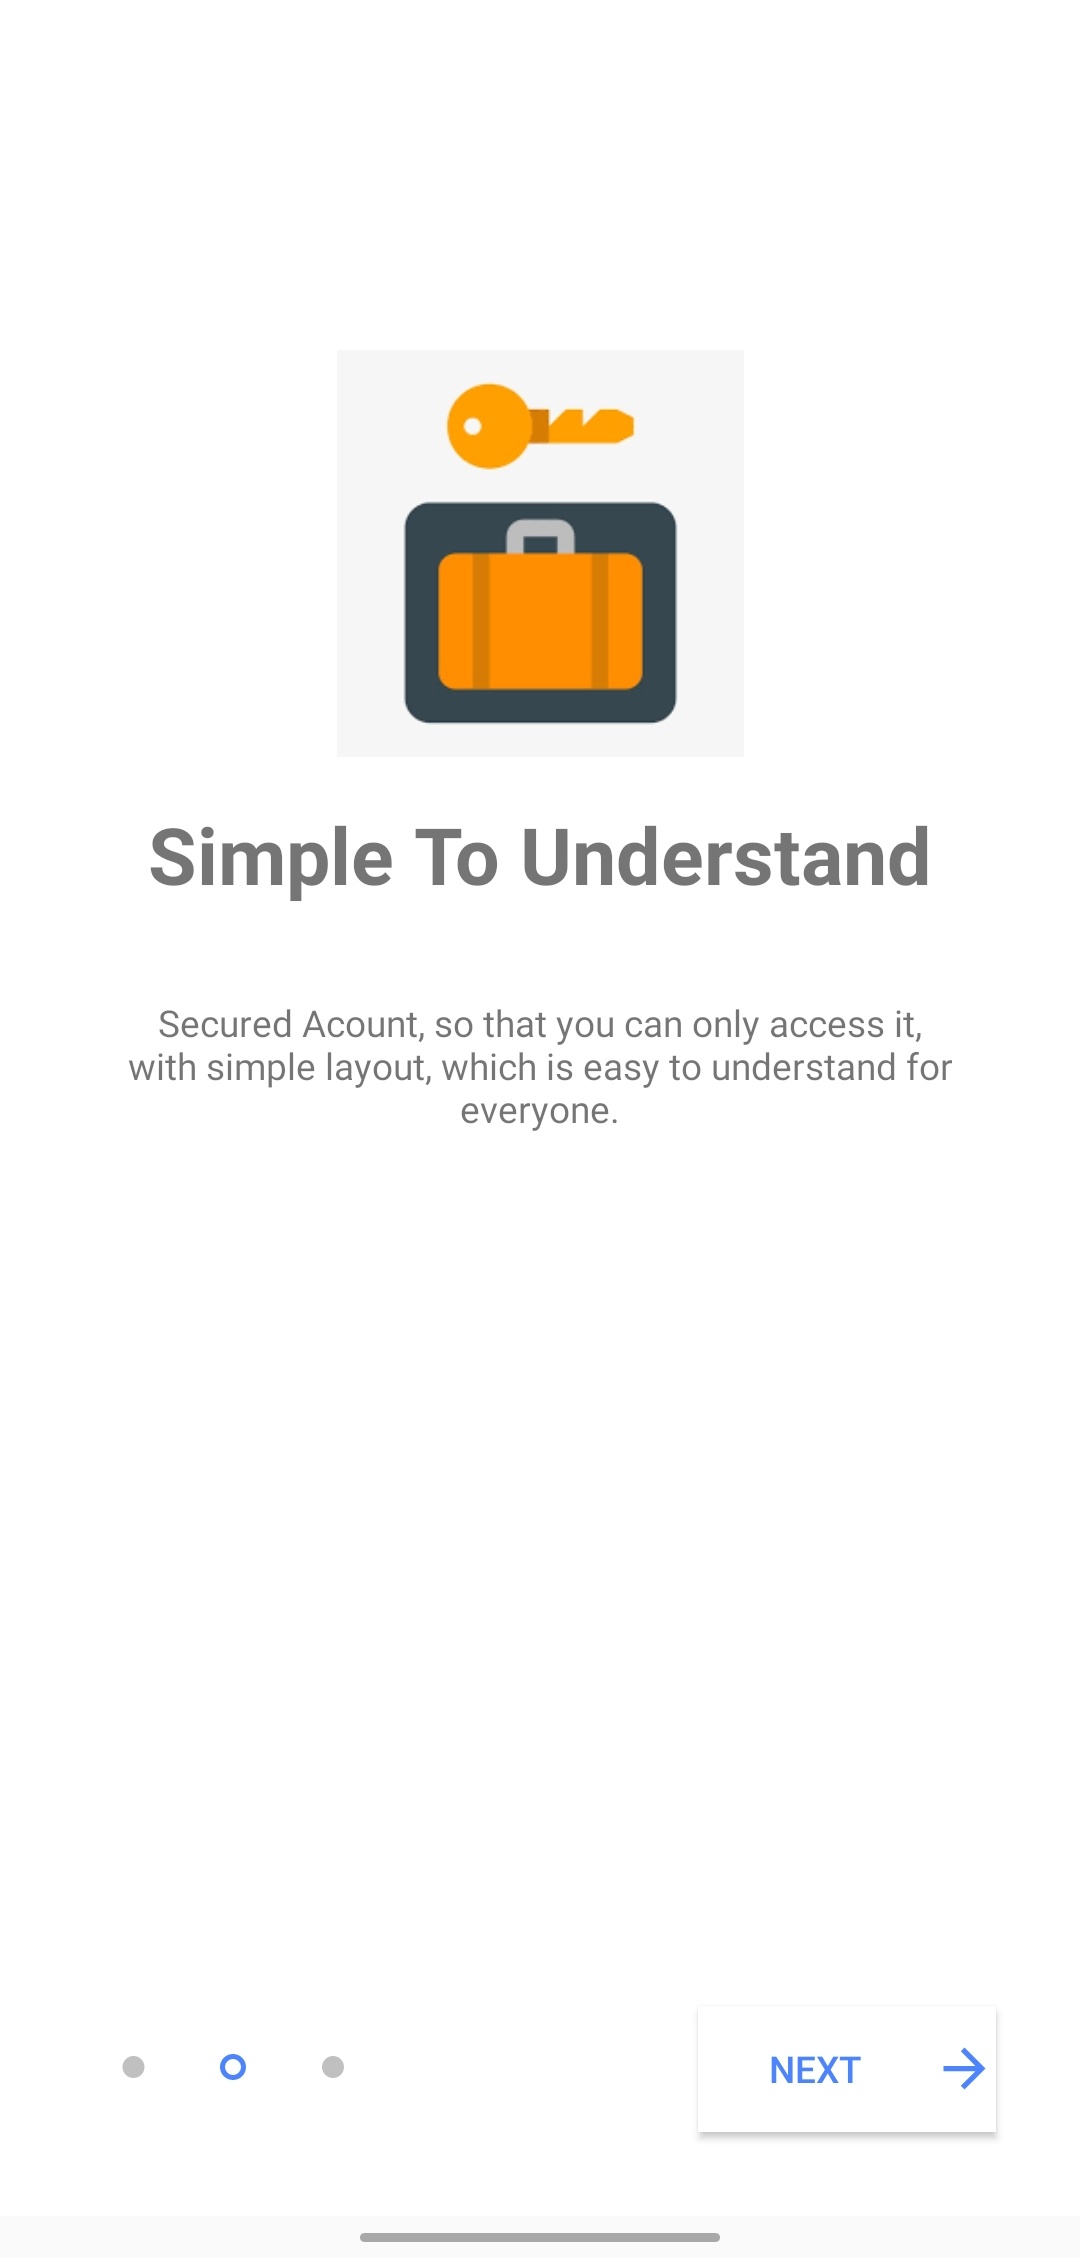 Simple To Understand
Secured Acount, so that you can only access it,
with simple layout, which is easy to understand for
everyone.
NEXT